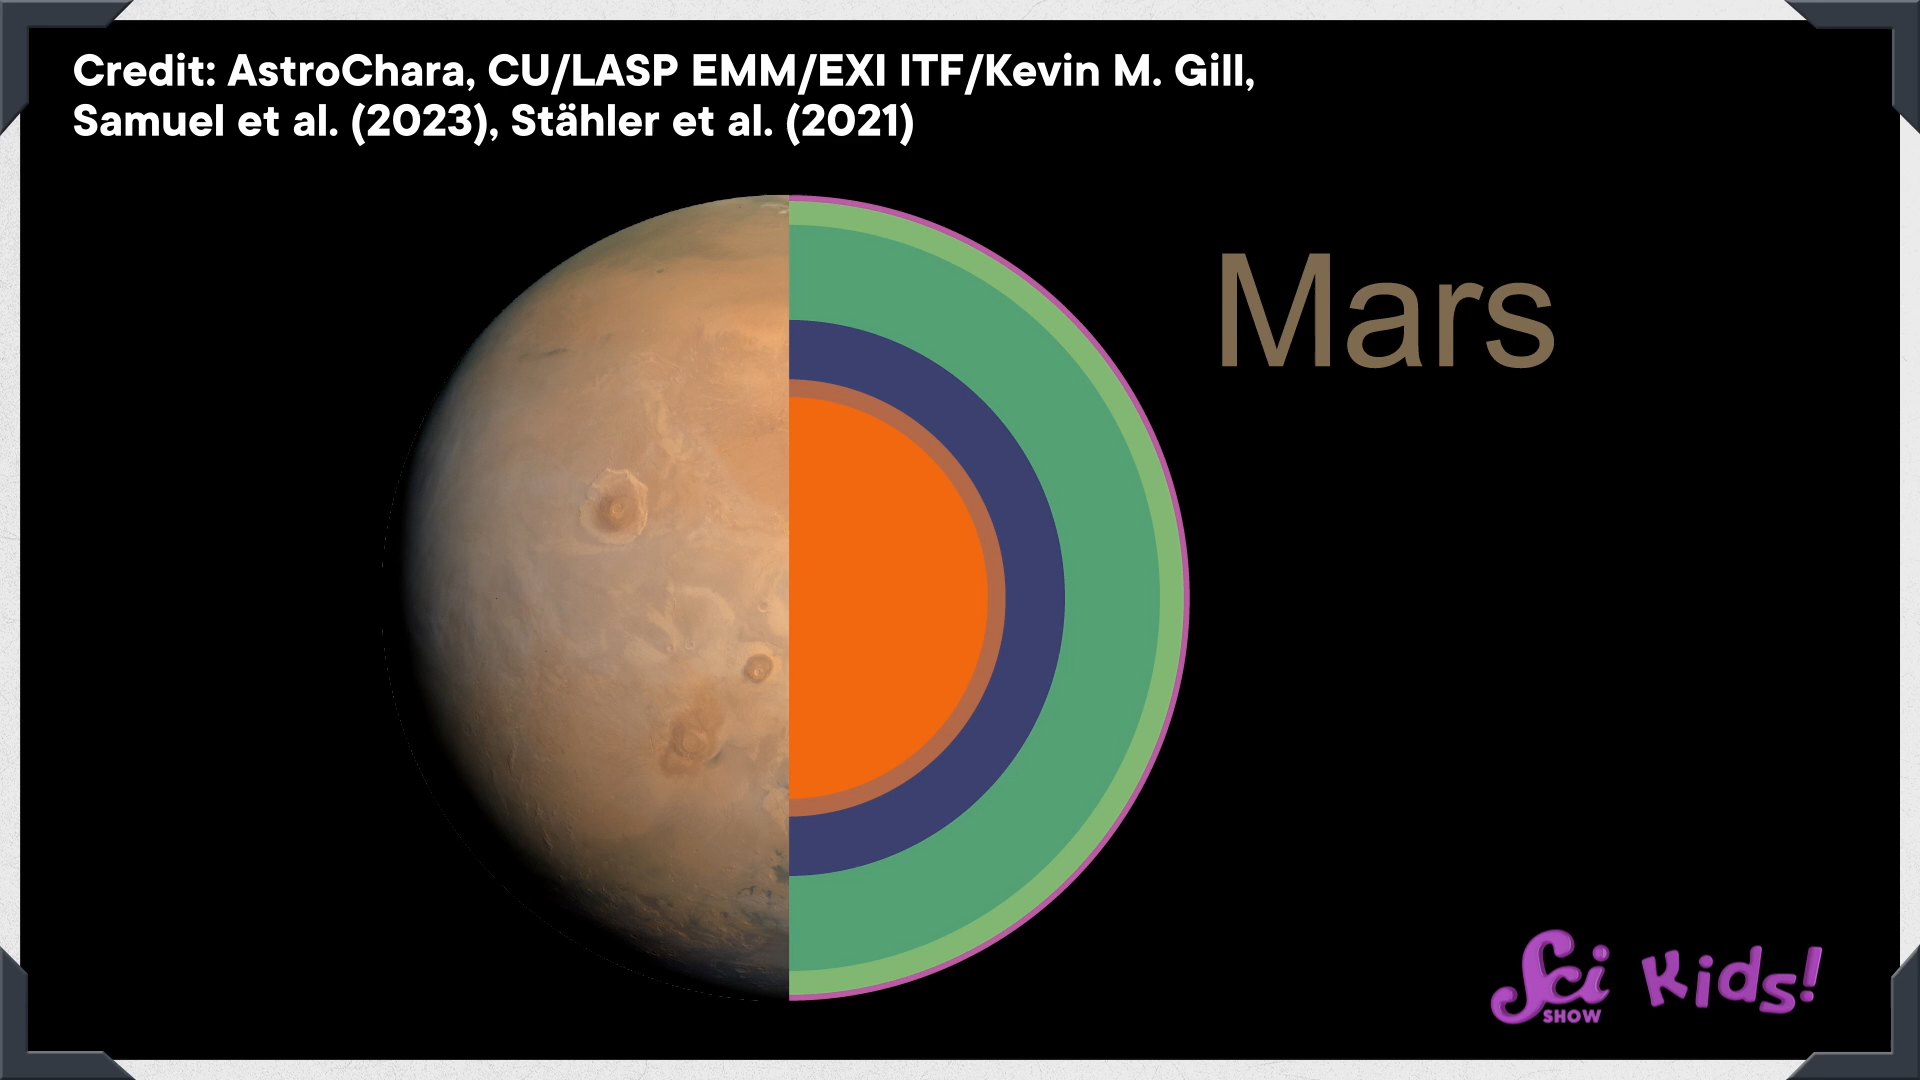 Credit: AstroChara, CU/LASP EMM/EXI ITF/Kevin M. Gill,
Samuel et al. (2023), Stähler et al. (2021)
Mars
Sci Kids!
SHOW